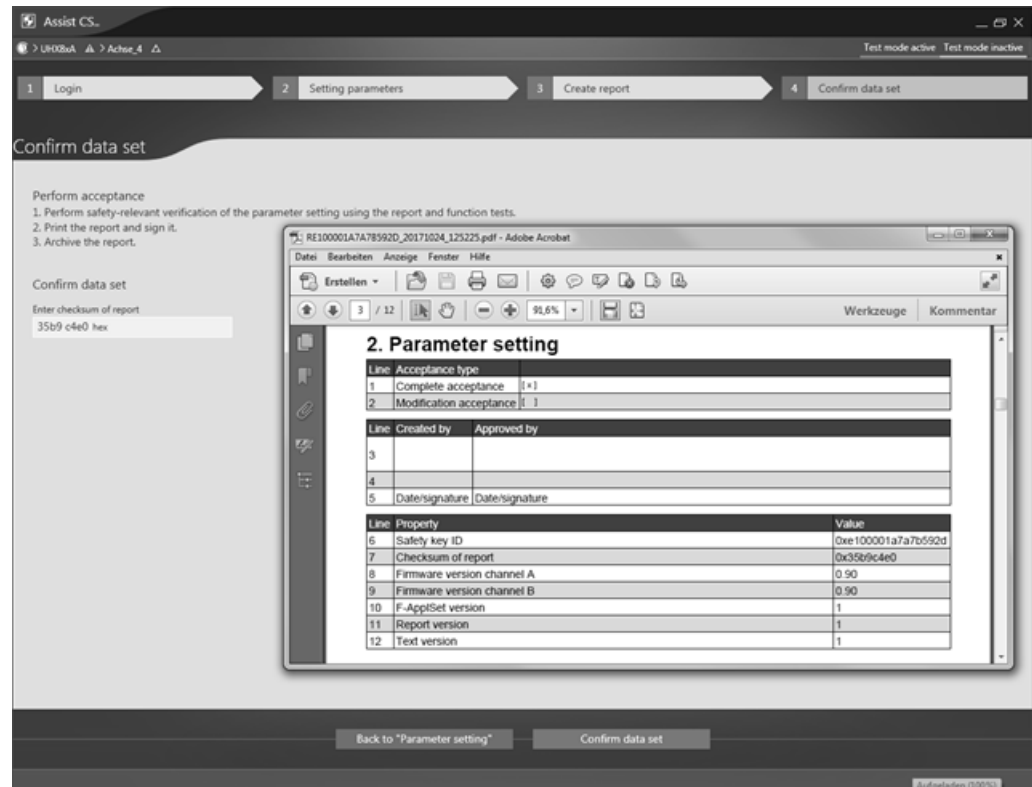 Assist CS..
> UHX8xA > Achse_4
Test mode active Test mode inactive
1 Login
2 Setting parameters
3 Create report
4 Confirm data set
Confirm data set
Perform acceptance
1. Perform safety-relevant verification of the parameter setting using the report and function tests.
2. Print the report and sign it.
3. Archive the report.
Confirm data set
Enter checksum of report
35b9 c4e0 hex
RE100001A7A7B592D_20171024_125225.pdf - Adobe Acrobat
Datei Bearbeiten Anzeige Fenster Hilfe
Erstellen
3 / 12 91,6% Werkzeuge Kommentar
2. Parameter setting
Line Acceptance type
1 Complete acceptance [×]
2 Modification acceptance [ ]
Line Created by Approved by
3
4
5 Date/signature Date/signature
Line Property Value
6 Safety key ID 0xe100001a7a7b592d
7 Checksum of report 0x35b9c4e0
8 Firmware version channel A 0.90
9 Firmware version channel B 0.90
10 F-ApplSet version 1
11 Report version 1
12 Text version 1
Back to "Parameter setting"
Confirm data set
Aufgeladen (100%)